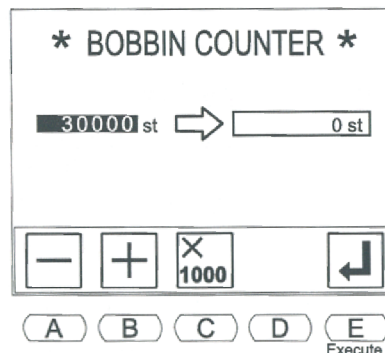 * BOBBIN COUNTER *
30000 st 0 st
− + × 1000
A B C D E
Execute